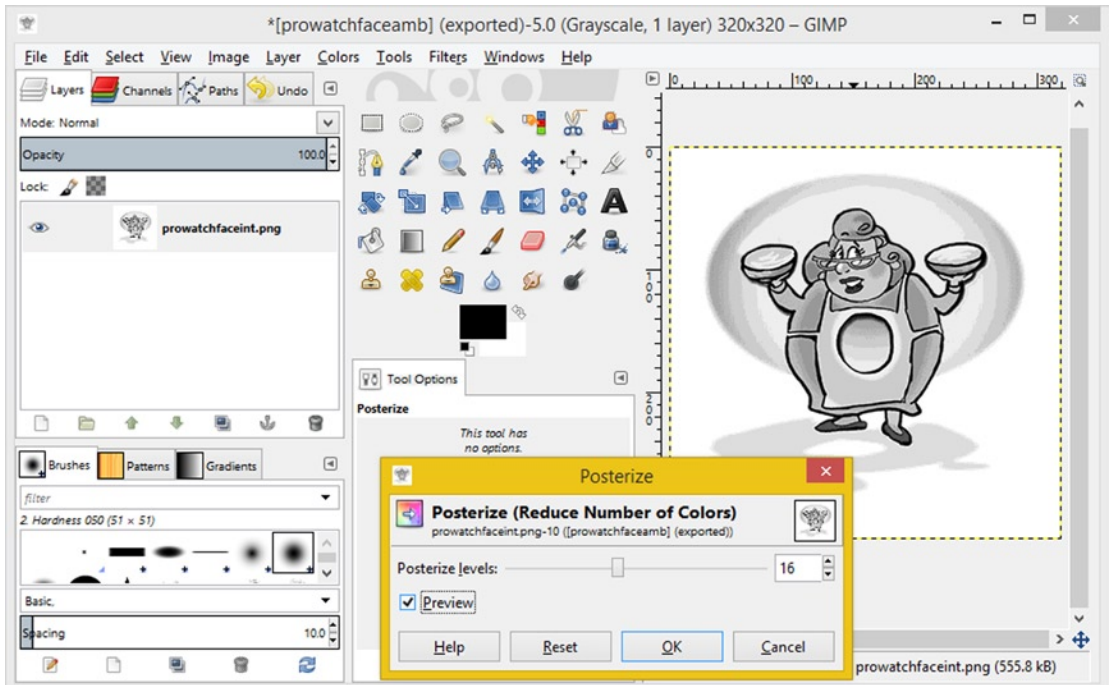 *[prowatchfaceamb] (exported)-5.0 (Grayscale, 1 layer) 320x320 – GIMP
File Edit Select View Image Layer Colors Tools Filters Windows Help
Layers Channels Paths Undo
Mode: Normal
Opacity 100.0
Lock:
prowatchfaceint.png
Brushes Patterns Gradients
filter
2. Hardness 050 (51 × 51)
Basic,
Spacing 10.0
Tool Options
Posterize
This tool has
no options.
0 100 200 300
0
100
200
Posterize
Posterize (Reduce Number of Colors)
prowatchfaceint.png-10 ([prowatchfaceamb] (exported))
Posterize levels: 16
Preview
Help Reset OK Cancel
prowatchfaceint.png (555.8 kB)